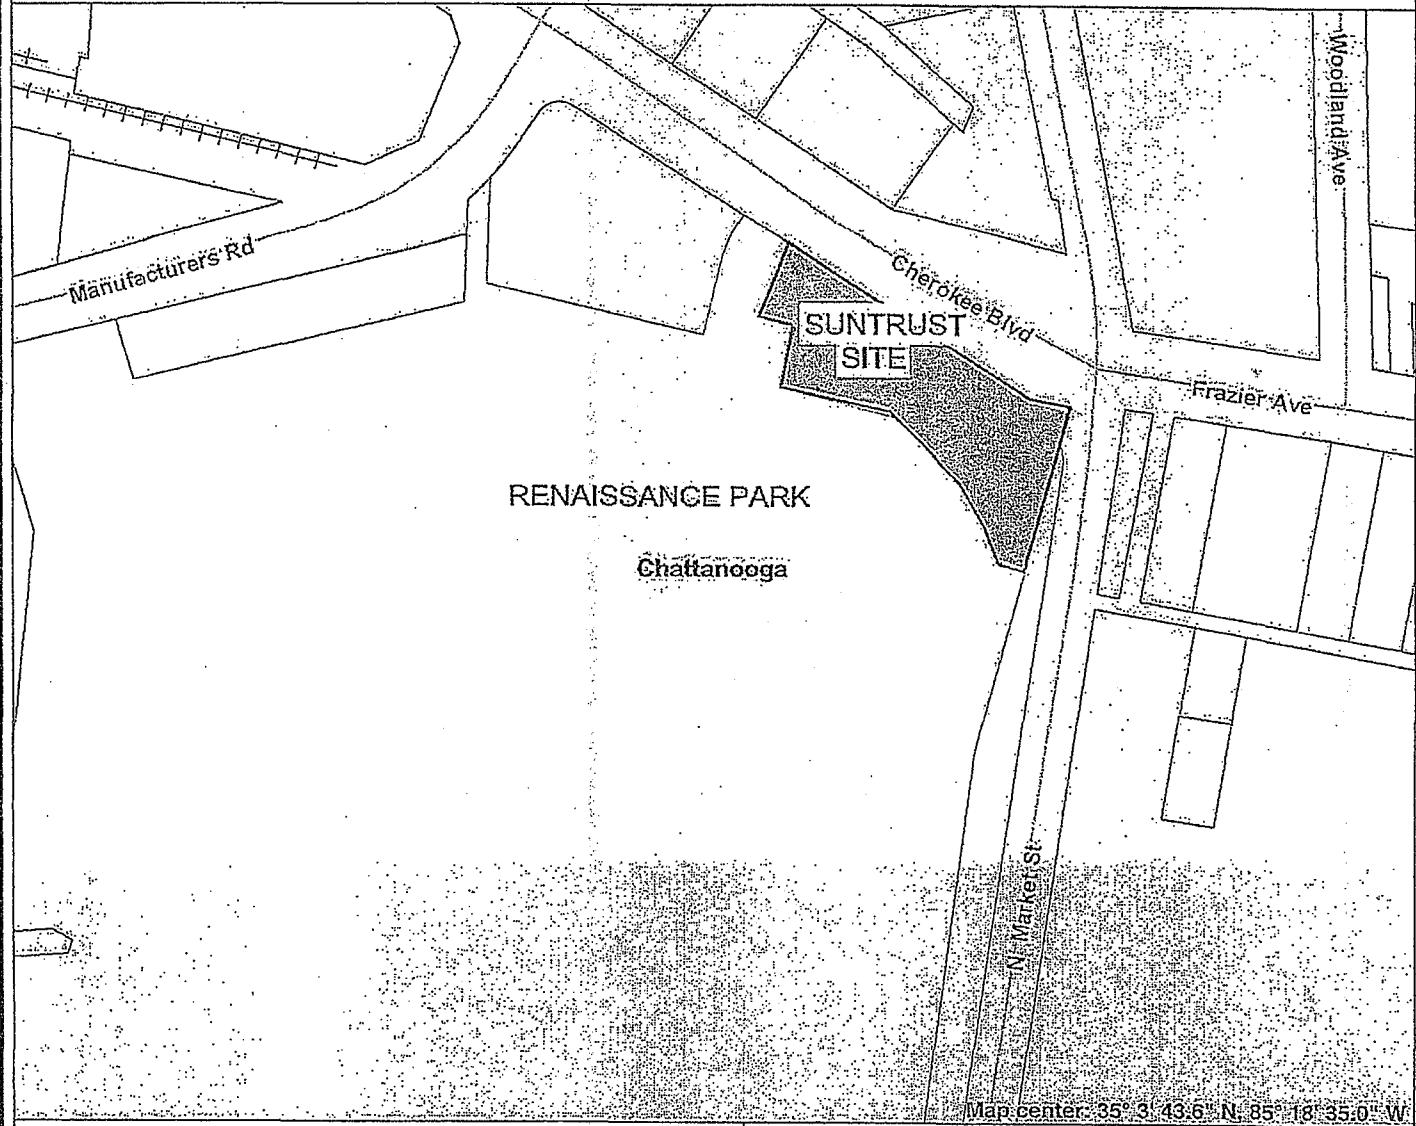 Woodland Ave
Manufacturers Rd
Cherokee Blvd
SUNTRUST
SITE
Frazier Ave
RENAISSANCE PARK
Chattanooga
N. Market St.
Map center: 35° 3' 43.6" N, 85° 18' 35.0" W